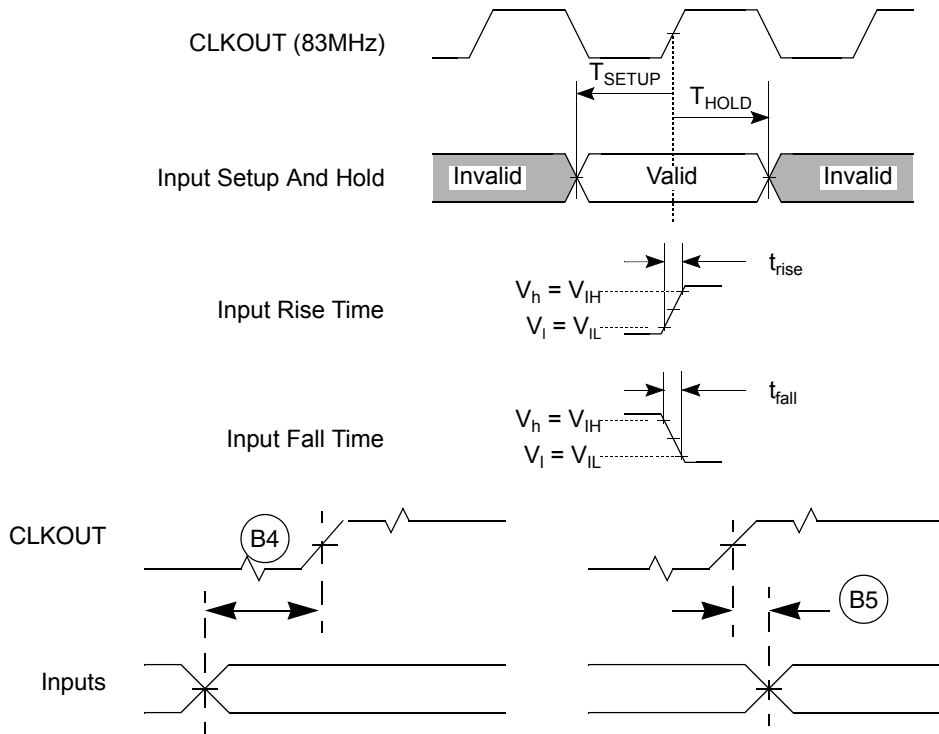 CLKOUT (83MHz)
TSETUP
THOLD
Input Setup And Hold
Invalid
Valid
Invalid
trise
Vh = VIH
Input Rise Time
Vl = VIL
tfall
Vh = VIH
Input Fall Time
Vl = VIL
CLKOUT
B4
B5
Inputs